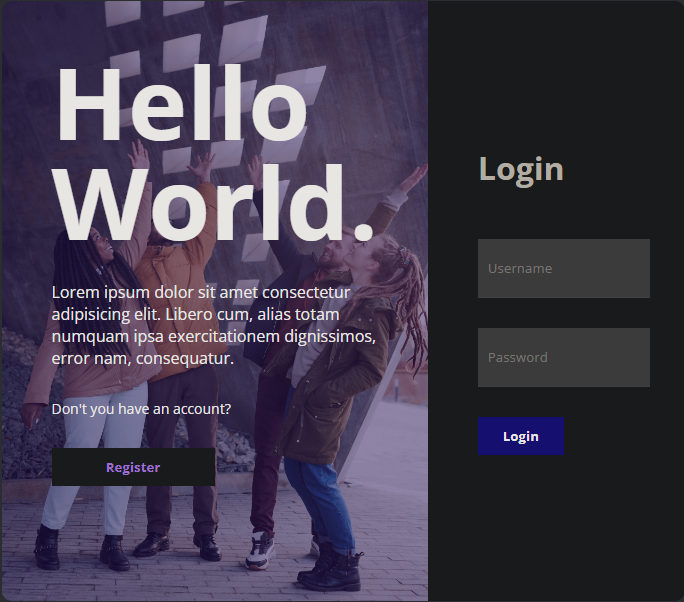 Hello
World.
Lorem ipsum dolor sit amet consectetur
adipisicing elit. Libero cum, alias totam
numquam ipsa exercitationem dignissimos,
error nam, consequatur.
Don't you have an account?
Register
Login
Username
Password
Login